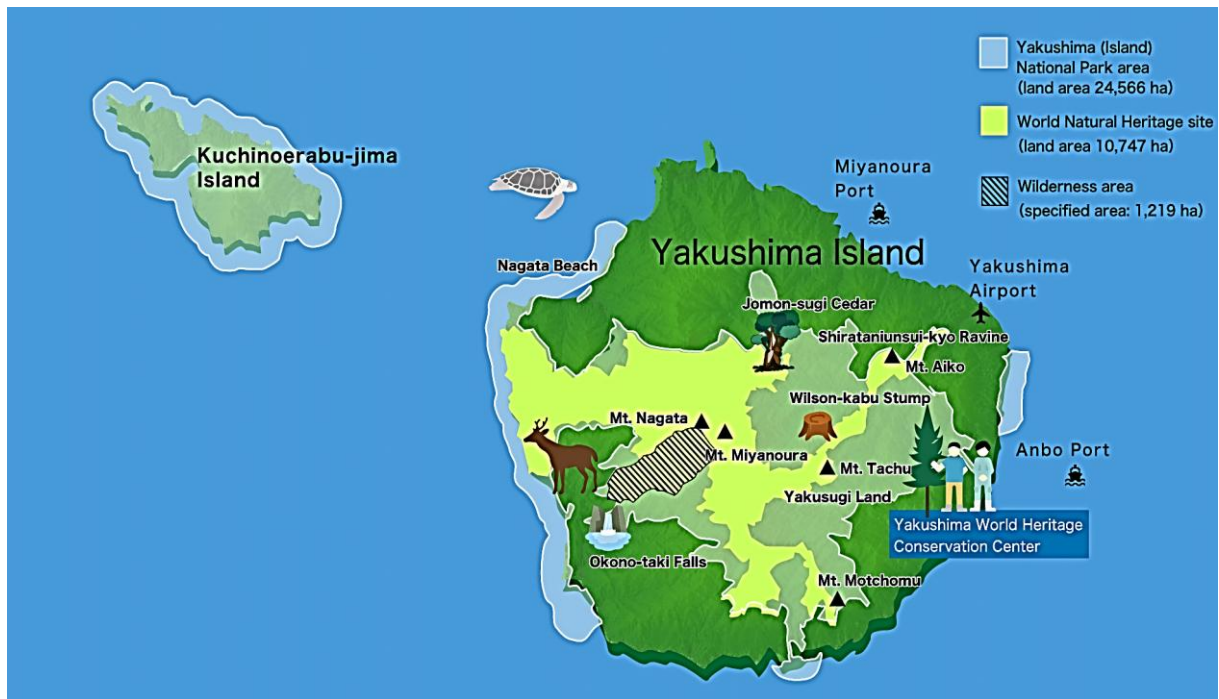 Yakushima (Island)
National Park area
(land area 24,566 ha)
World Natural Heritage site
(land area 10,747 ha)
Wilderness area
(specified area: 1,219 ha)
Kuchinoerabu-jima
Island
Miyanoura
Port
Yakushima Island
Nagata Beach
Yakushima
Airport
Jomon-sugi Cedar
Shirataniunsui-kyo Ravine
Mt. Aiko
Wilson-kabu Stump
Mt. Nagata
Mt. Miyanoura
Mt. Tachu
Anbo Port
Yakusugi Land
Yakushima World Heritage
Conservation Center
Okono-taki Falls
Mt. Motchomu